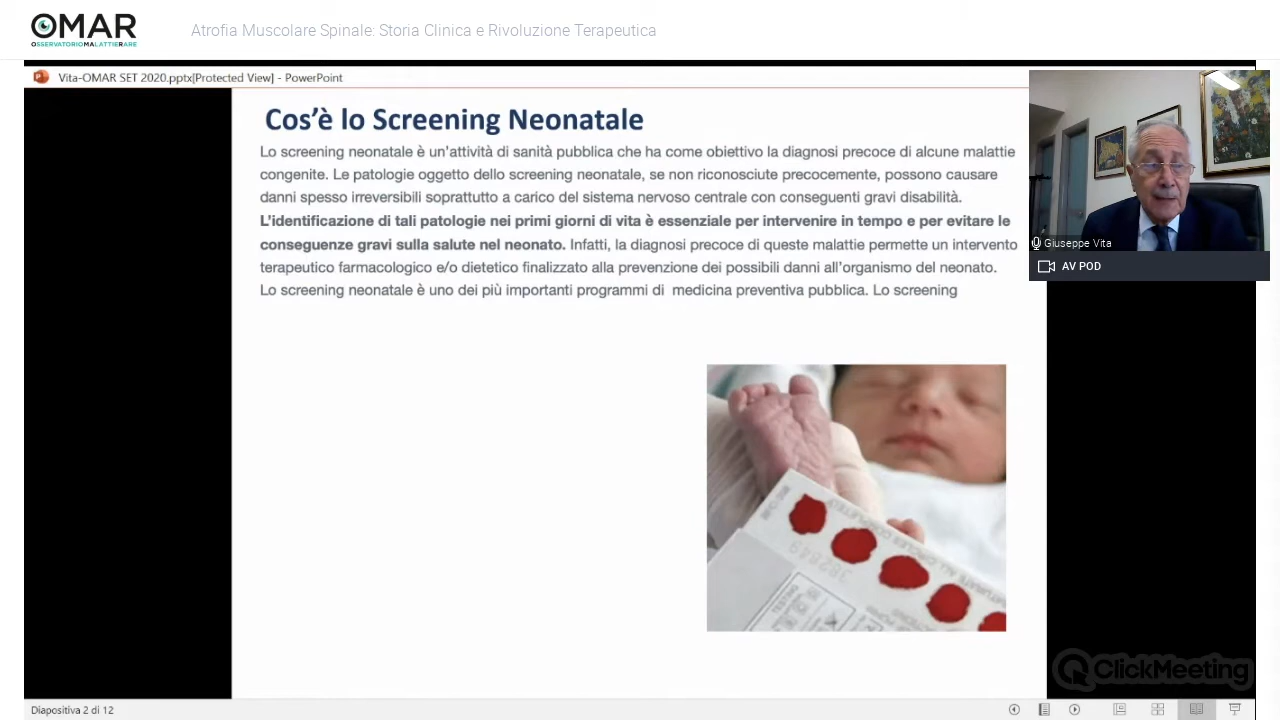 OMAR
OSSERVATORIOMALATTIERARE
Atrofia Muscolare Spinale: Storia Clinica e Rivoluzione Terapeutica
Vita-OMAR SET 2020.pptx[Protected View] - PowerPoint
Cos'è lo Screening Neonatale
Lo screening neonatale è un'attività di sanità pubblica che ha come obiettivo la diagnosi precoce di alcune malattie
congenite. Le patologie oggetto dello screening neonatale, se non riconosciute precocemente, possono causare
danni spesso irreversibili soprattutto a carico del sistema nervoso centrale con conseguenti gravi disabilità.
L'identificazione di tali patologie nei primi giorni di vita è essenziale per intervenire in tempo e per evitare le
conseguenze gravi sulla salute nel neonato. Infatti, la diagnosi precoce di queste malattie permette un intervento
terapeutico farmacologico e/o dietetico finalizzato alla prevenzione dei possibili danni all'organismo del neonato.
Lo screening neonatale è uno dei più importanti programmi di medicina preventiva pubblica. Lo screening
Giuseppe Vita
AV POD
ClickMeeting
Diapositiva 2 di 12